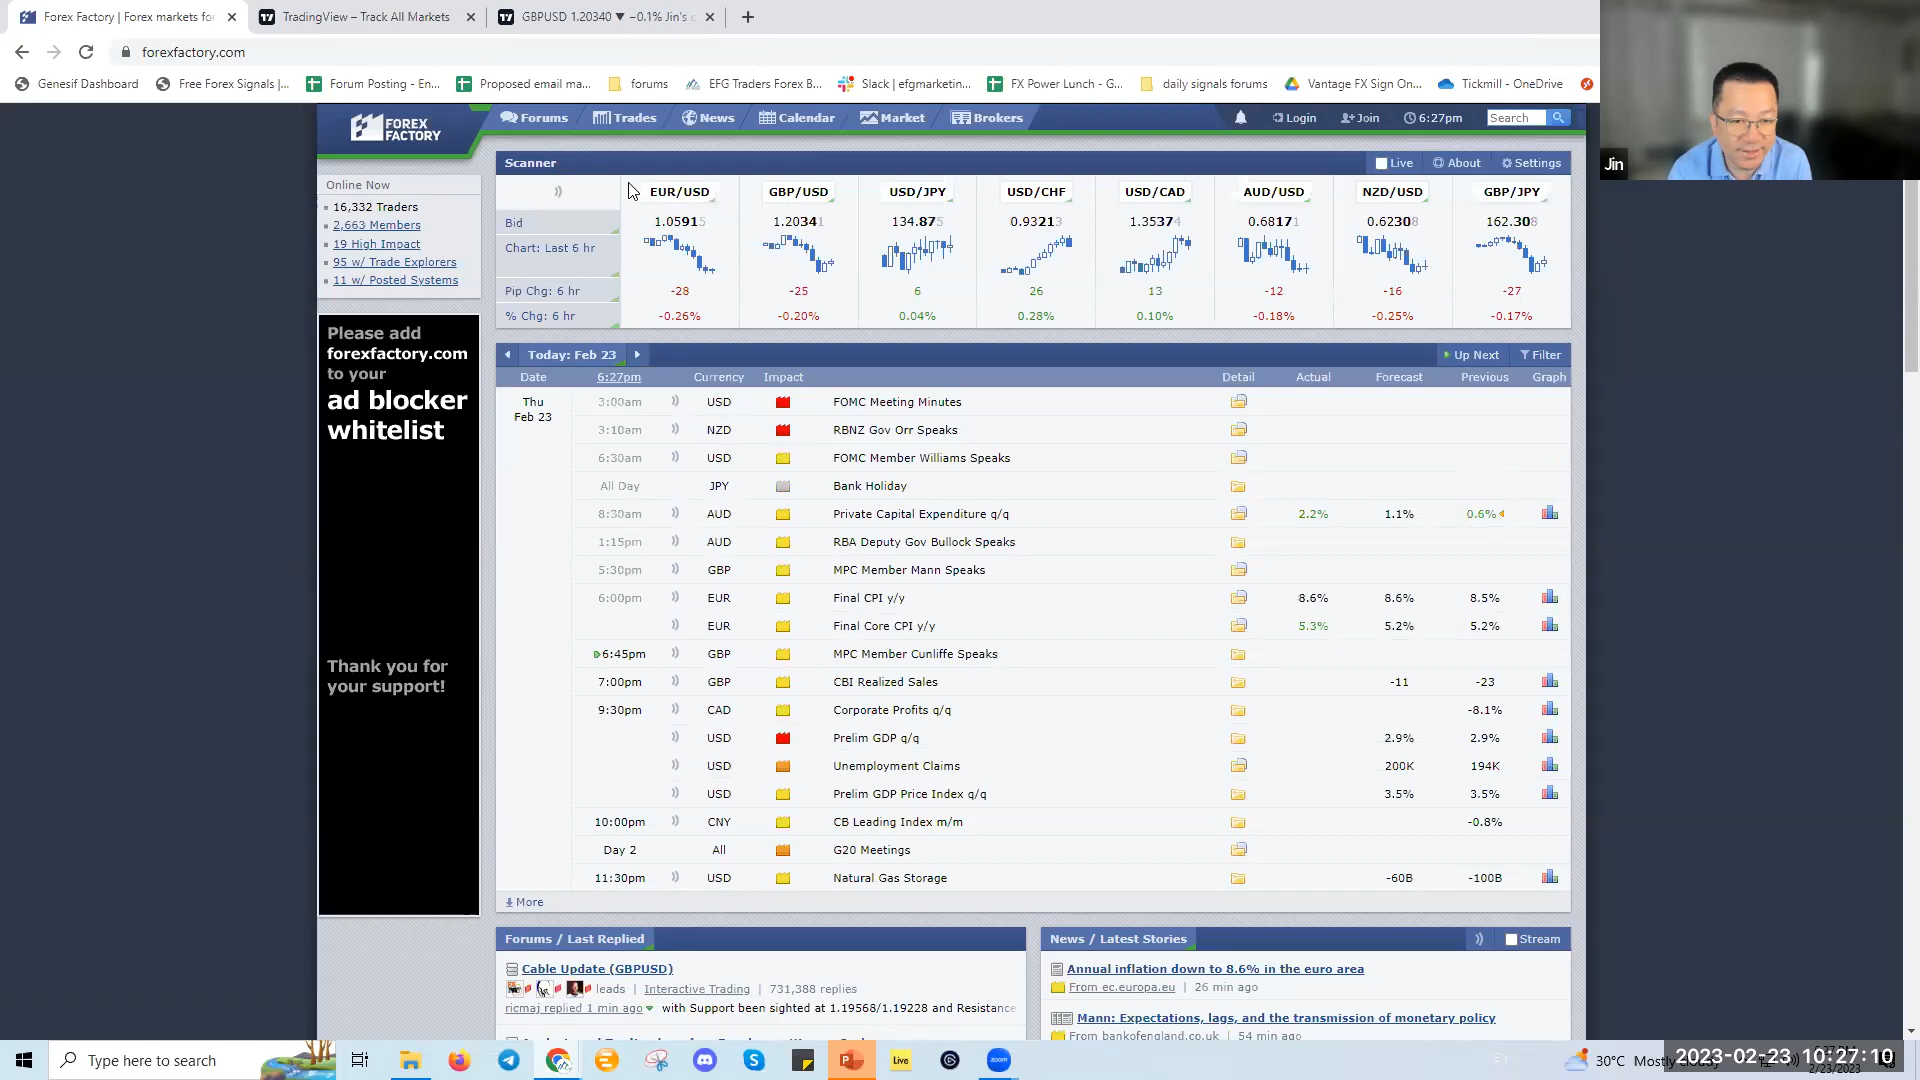 Forex Factory | Forex markets for
TradingView – Track All Markets
GBPUSD 1.20340 ▼ −0.1% Jin's c
forexfactory.com
Genesif Dashboard
Free Forex Signals |...
Forum Posting - En...
Proposed email ma...
forums
EFG Traders Forex B...
Slack | efgmarketin...
FX Power Lunch - G...
daily signals forums
Vantage FX Sign On...
Tickmill - OneDrive
FOREX FACTORY
Forums
Trades
News
Calendar
Market
Brokers
Login
Join
6:27pm
Search
Jin
Online Now
16,332 Traders
2,663 Members
19 High Impact
95 w/ Trade Explorers
11 w/ Posted Systems
Please add
forexfactory.com
to your
ad blocker
whitelist
Thank you for
your support!
Scanner Live About Settings
EUR/USD GBP/USD USD/JPY USD/CHF USD/CAD AUD/USD NZD/USD GBP/JPY
Bid 1.05915 1.20341 134.875 0.93213 1.35374 0.68171 0.62308 162.308
Chart: Last 6 hr
Pip Chg: 6 hr -28 -25 6 26 13 -12 -16 -27
% Chg: 6 hr -0.26% -0.20% 0.04% 0.28% 0.10% -0.18% -0.25% -0.17%
Today: Feb 23 Up Next Filter
Date 6:27pm Currency Impact Detail Actual Forecast Previous Graph
Thu
Feb 23
3:00am USD FOMC Meeting Minutes
3:10am NZD RBNZ Gov Orr Speaks
6:30am USD FOMC Member Williams Speaks
All Day JPY Bank Holiday
8:30am AUD Private Capital Expenditure q/q 2.2% 1.1% 0.6%
1:15pm AUD RBA Deputy Gov Bullock Speaks
5:30pm GBP MPC Member Mann Speaks
6:00pm EUR Final CPI y/y 8.6% 8.6% 8.5%
EUR Final Core CPI y/y 5.3% 5.2% 5.2%
6:45pm GBP MPC Member Cunliffe Speaks
7:00pm GBP CBI Realized Sales -11 -23
9:30pm CAD Corporate Profits q/q -8.1%
USD Prelim GDP q/q 2.9% 2.9%
USD Unemployment Claims 200K 194K
USD Prelim GDP Price Index q/q 3.5% 3.5%
10:00pm CNY CB Leading Index m/m -0.8%
Day 2 All G20 Meetings
11:30pm USD Natural Gas Storage -60B -100B
More
Forums / Last Replied
Cable Update (GBPUSD)
leads | Interactive Trading | 731,388 replies
ricmaj replied 1 min ago with Support been sighted at 1.19568/1.19228 and Resistance
News / Latest Stories
Stream
Annual inflation down to 8.6% in the euro area
From ec.europa.eu | 26 min ago
Mann: Expectations, lags, and the transmission of monetary policy
From bankofengland.co.uk | 54 min ago
Type here to search
Live
zoom
30°C Mostly cloudy
2023-02-23 10:27:10
2/23/2023